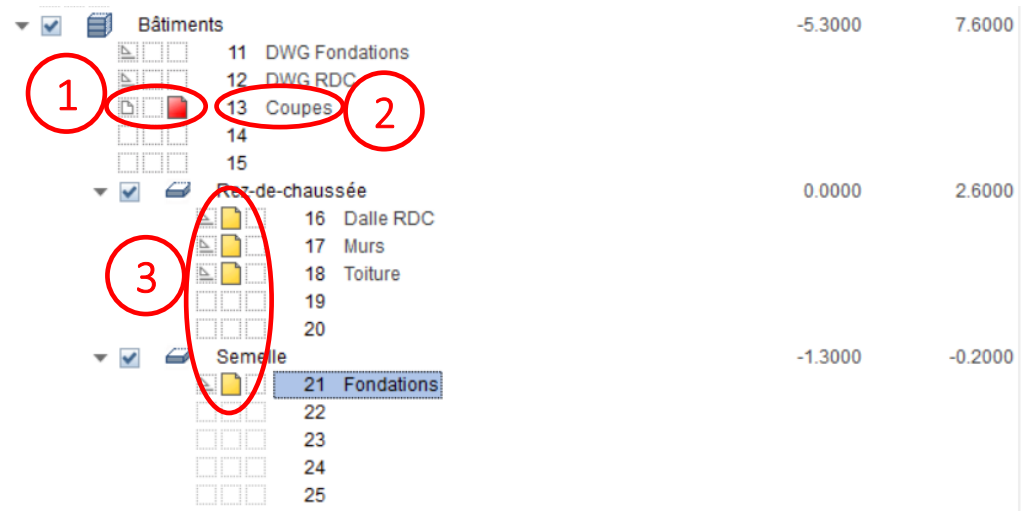 Bâtiments -5.3000 7.6000
11 DWG Fondations
12 DWG RDC
1 13 Coupes 2
14
15
Rez-de-chaussée 0.0000 2.6000
16 Dalle RDC
17 Murs
3 18 Toiture
19
20
Semelle -1.3000 -0.2000
21 Fondations
22
23
24
25